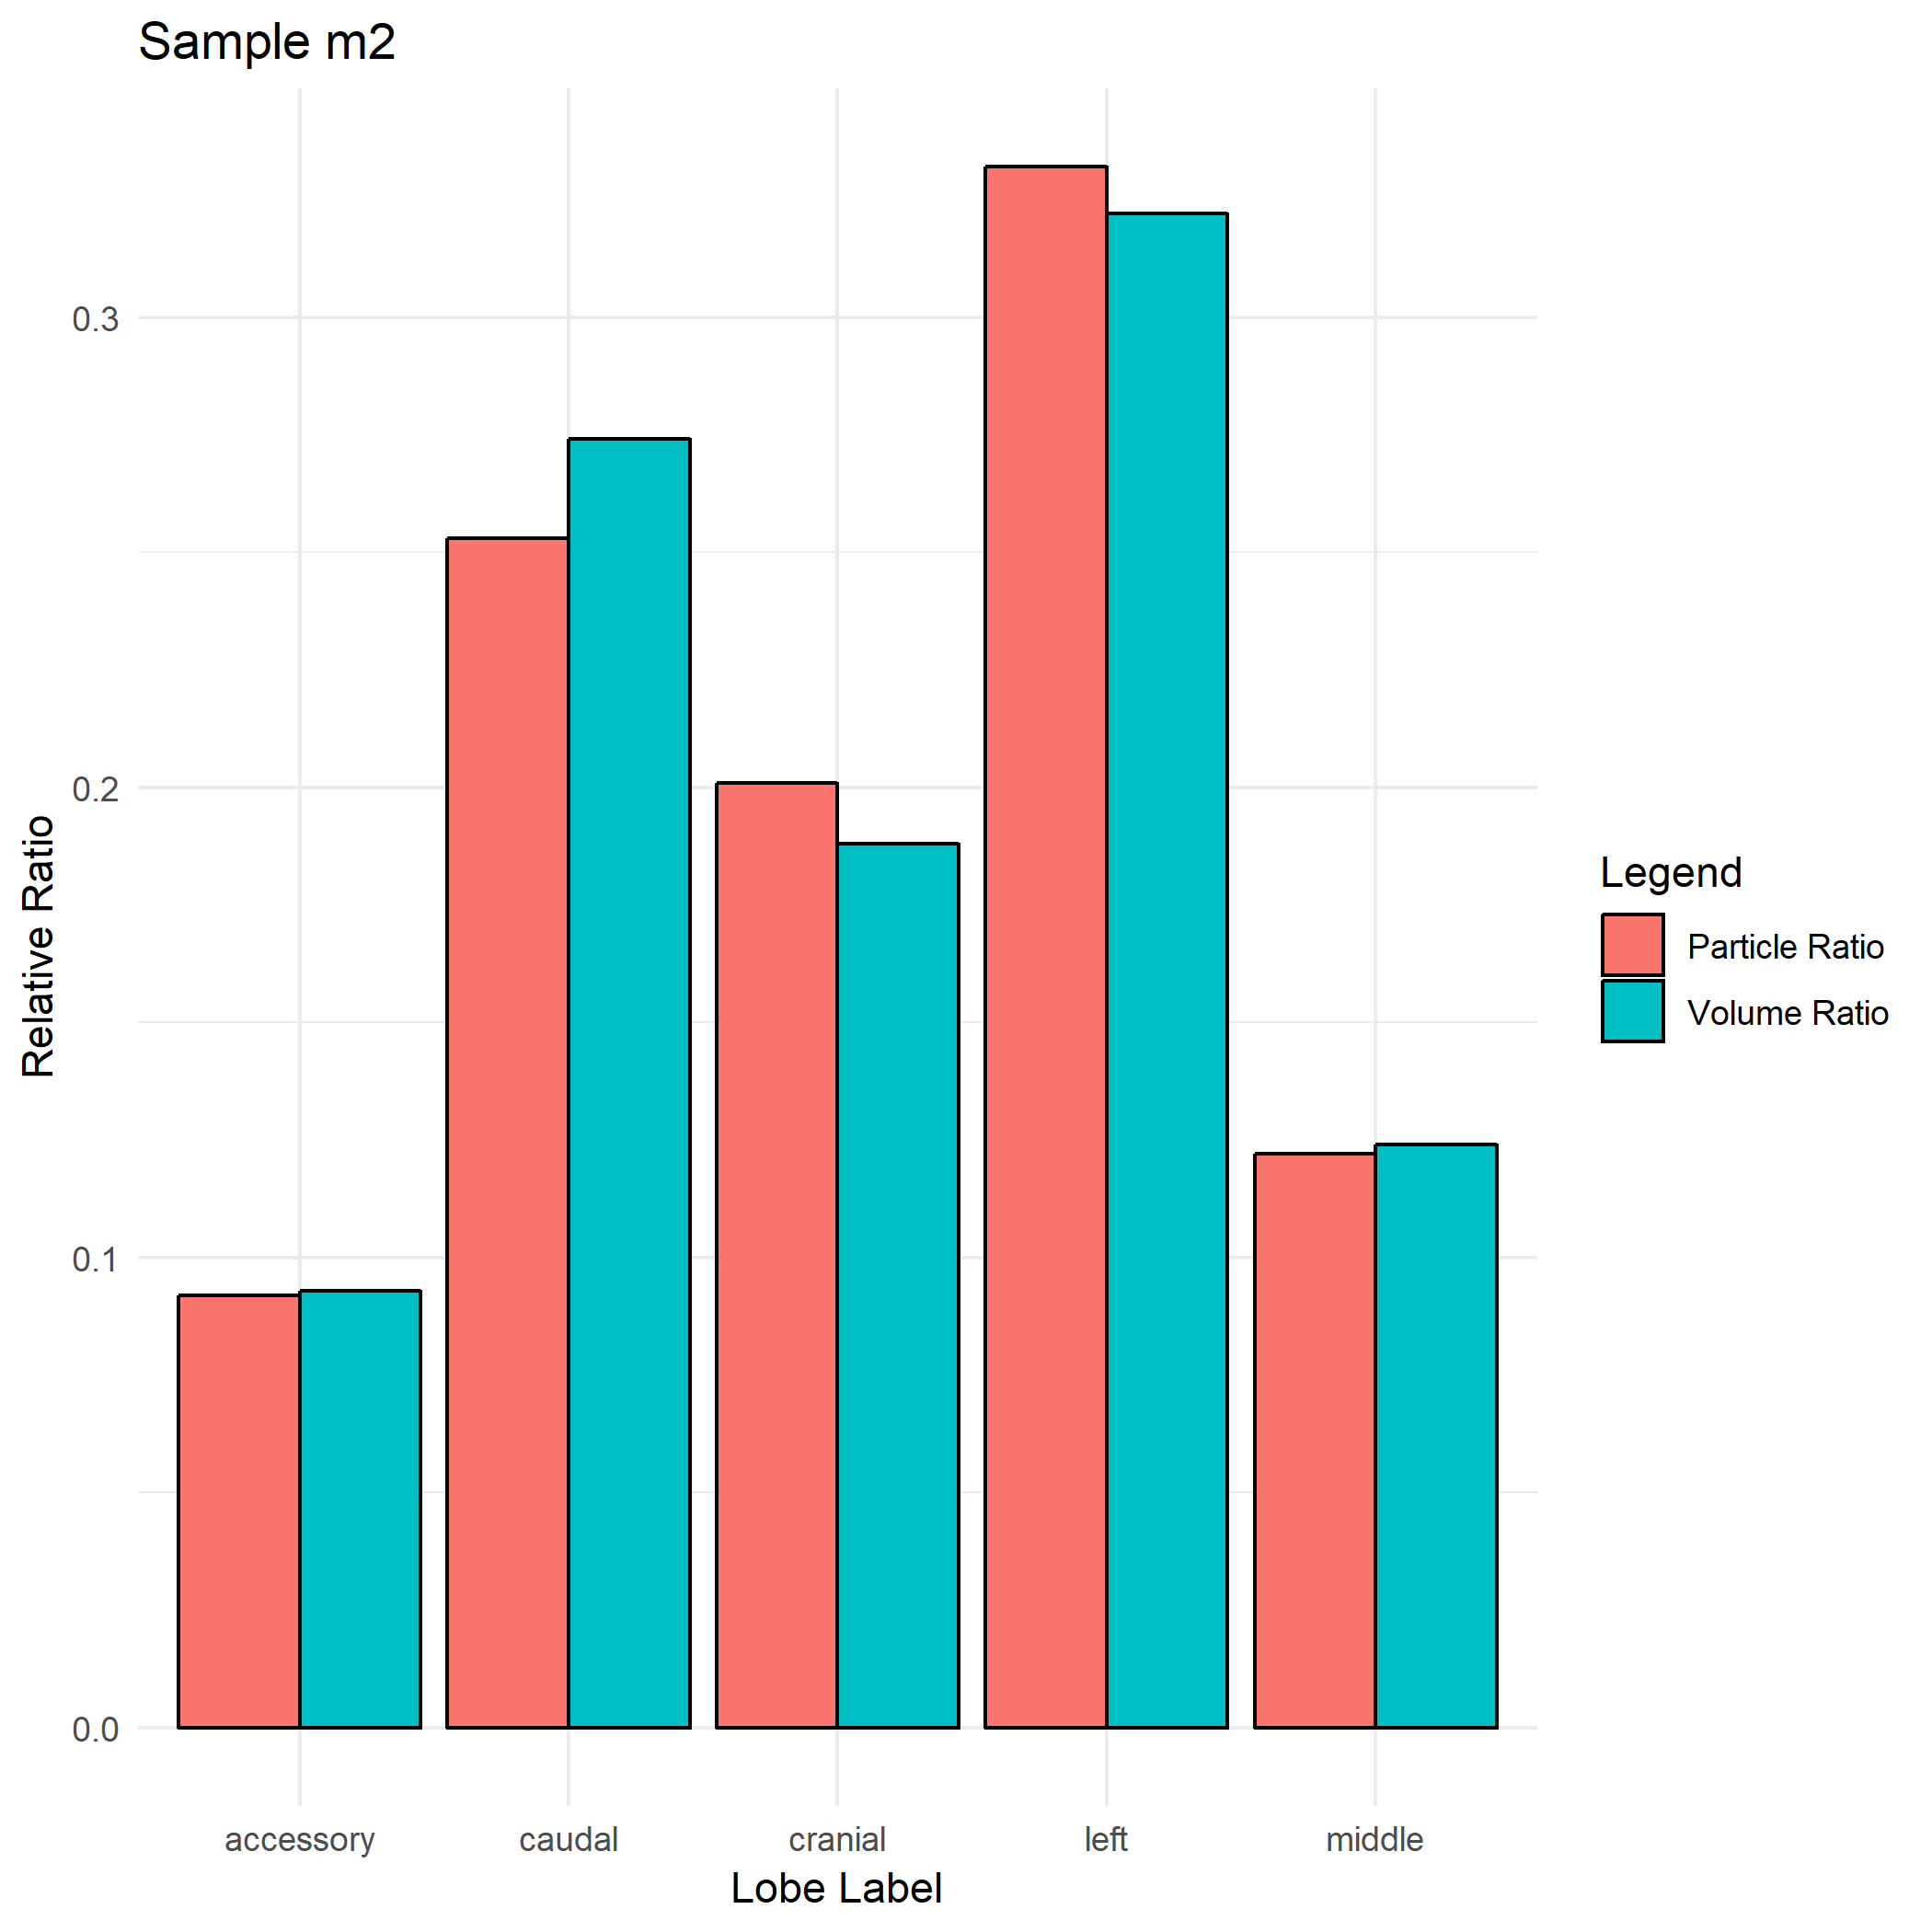 Sample m2
Relative Ratio
0.3
0.2
0.1
0.0
accessory
caudal
cranial
left
middle
Lobe Label
Legend
Particle Ratio
Volume Ratio